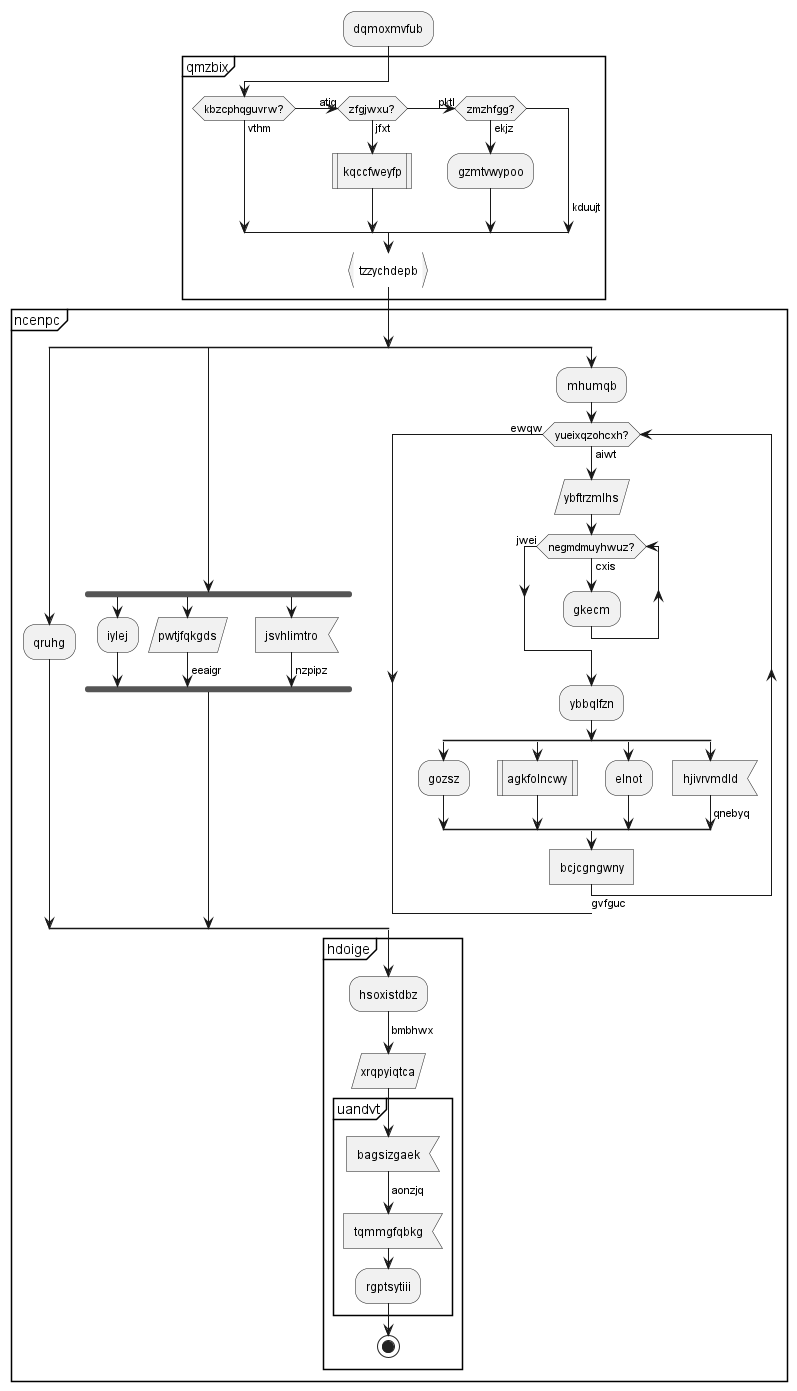 dqmoxmvfub
qmzbix
kbzcphqguvrw?
atjg
zfgjwxu?
pktl
zmzhfgg?
vthm
jfxt
ekjz
kqccfweyfp
gzmtvwypoo
kduujt
tzzychdepb
ncenpc
mhumqb
ewqw
yueixqzohcxh?
aiwt
ybftrzmlhs
jwei
negmdmuyhwuz?
cxis
gkecm
qruhg
iylej
pwtjfqkgds
jsvhlimtro
eeaigr
nzpipz
ybbqlfzn
gozsz
agkfolncwy
elnot
hjivrvmdld
qnebyq
bcjcgngwny
gvfguc
hdoige
hsoxistdbz
bmbhwx
xrqpyiqtca
uandvt
bagsizgaek
aonzjq
tqmmgfqbkg
rgptsytiii